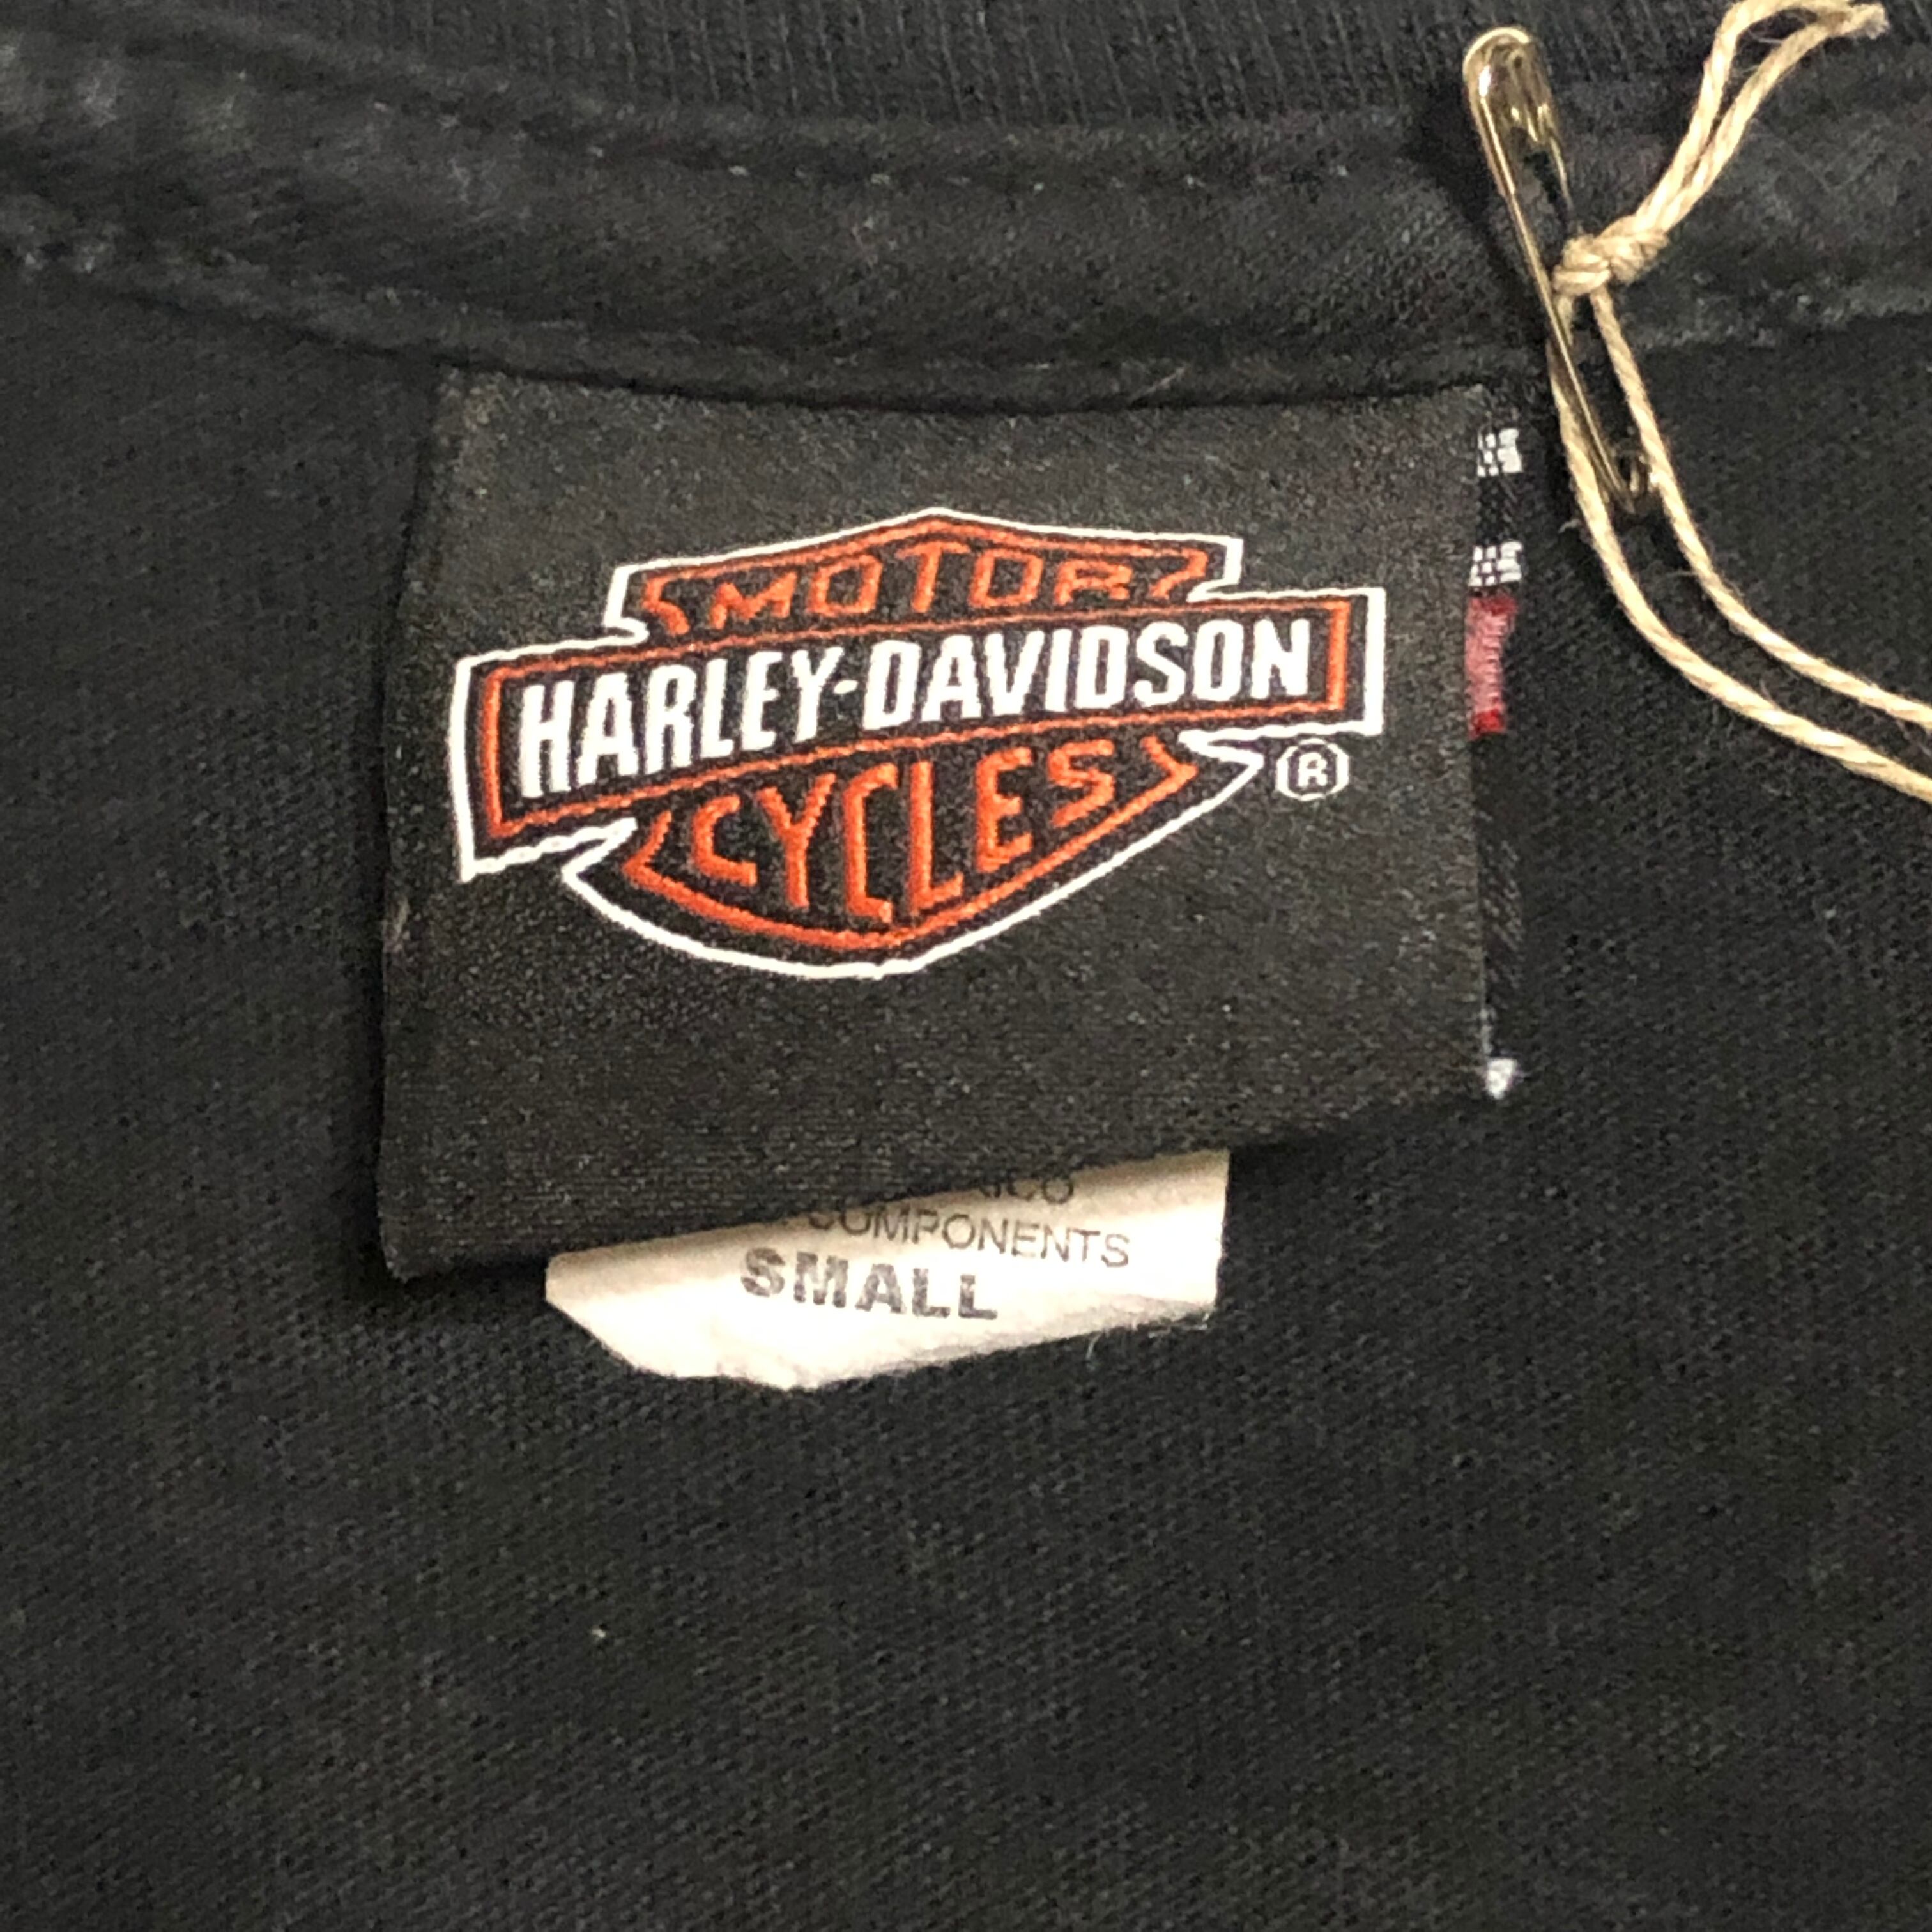 MOTOR
HARLEY-DAVIDSON
CYCLES
®
COMPONENTS
SMALL